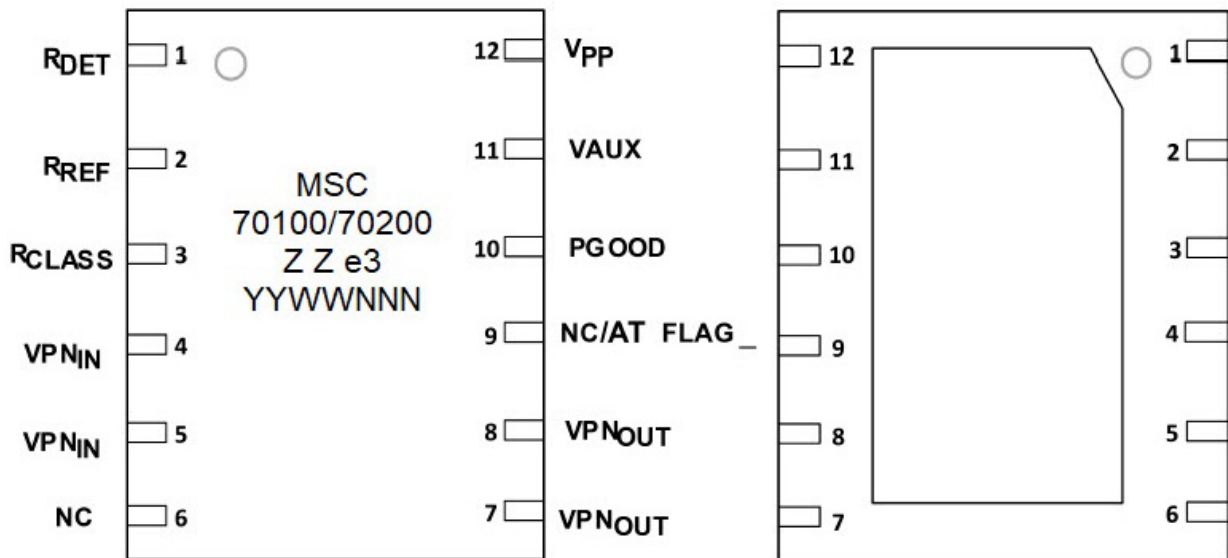 RDET 1 12 VPP 12 1
RREF 2 11 VAUX 11 2
MSC
70100/70200
Z Z e3
YYWWNNN
RCLASS 3 10 PGOOD 10 3
VPNIN 4 9 NC/AT FLAG_ 9 4
VPNIN 5 8 VPNOUT 8 5
NC 6 7 VPNOUT 7 6